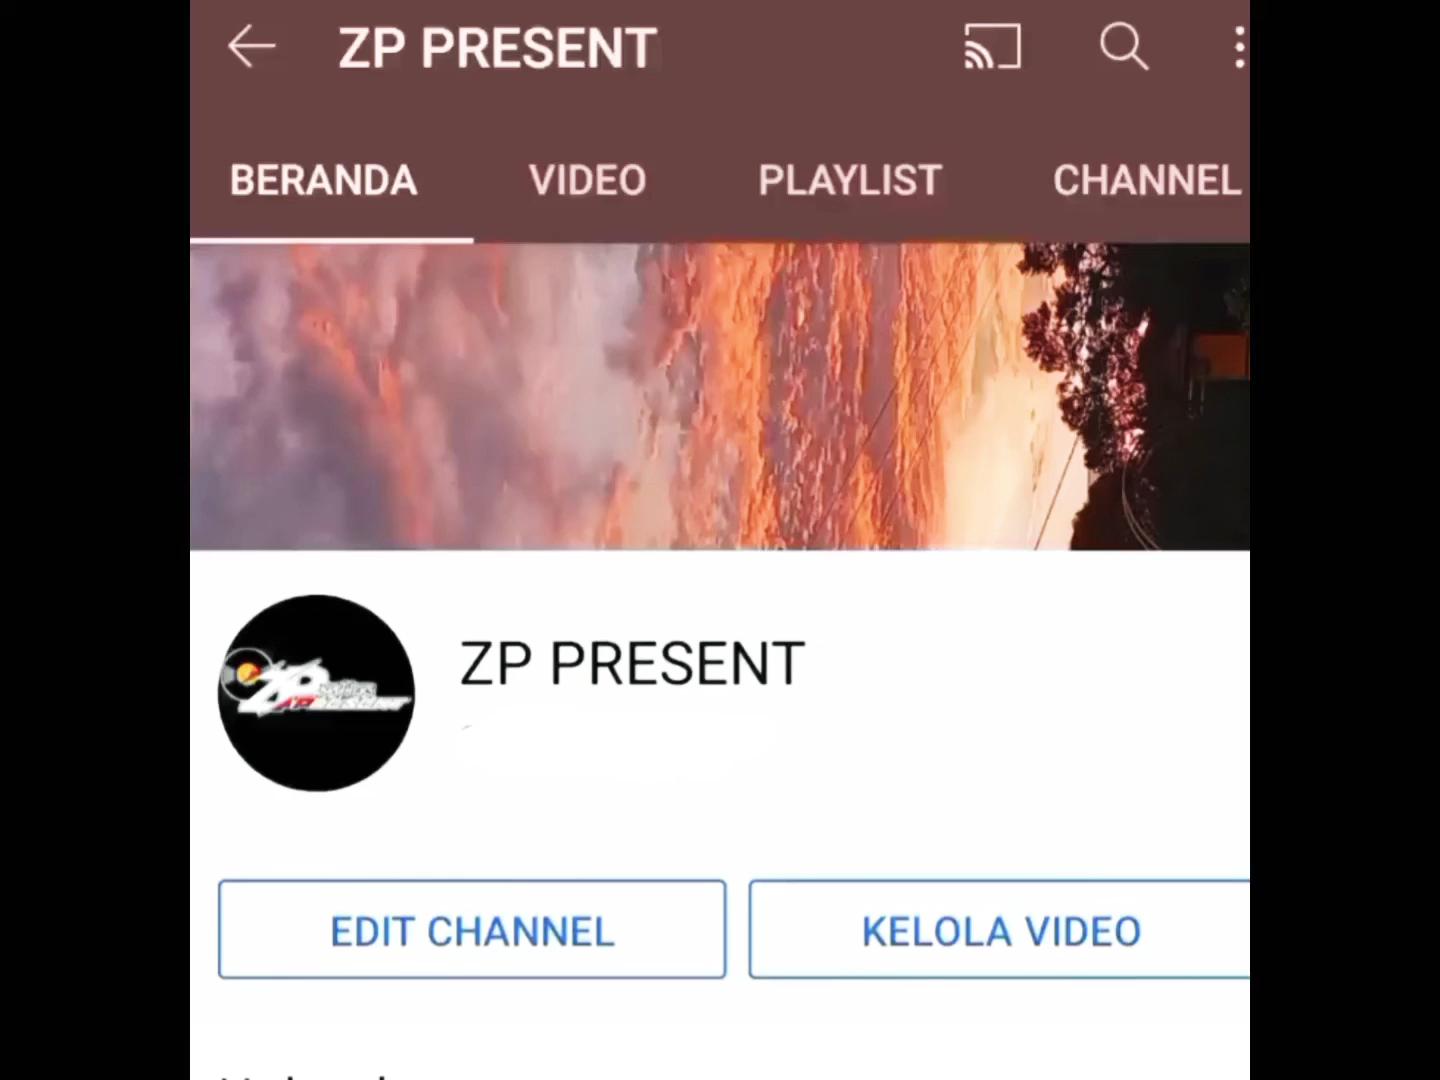 ZP PRESENT
BERANDA VIDEO PLAYLIST CHANNEL
ZP PRESENT
EDIT CHANNEL KELOLA VIDEO